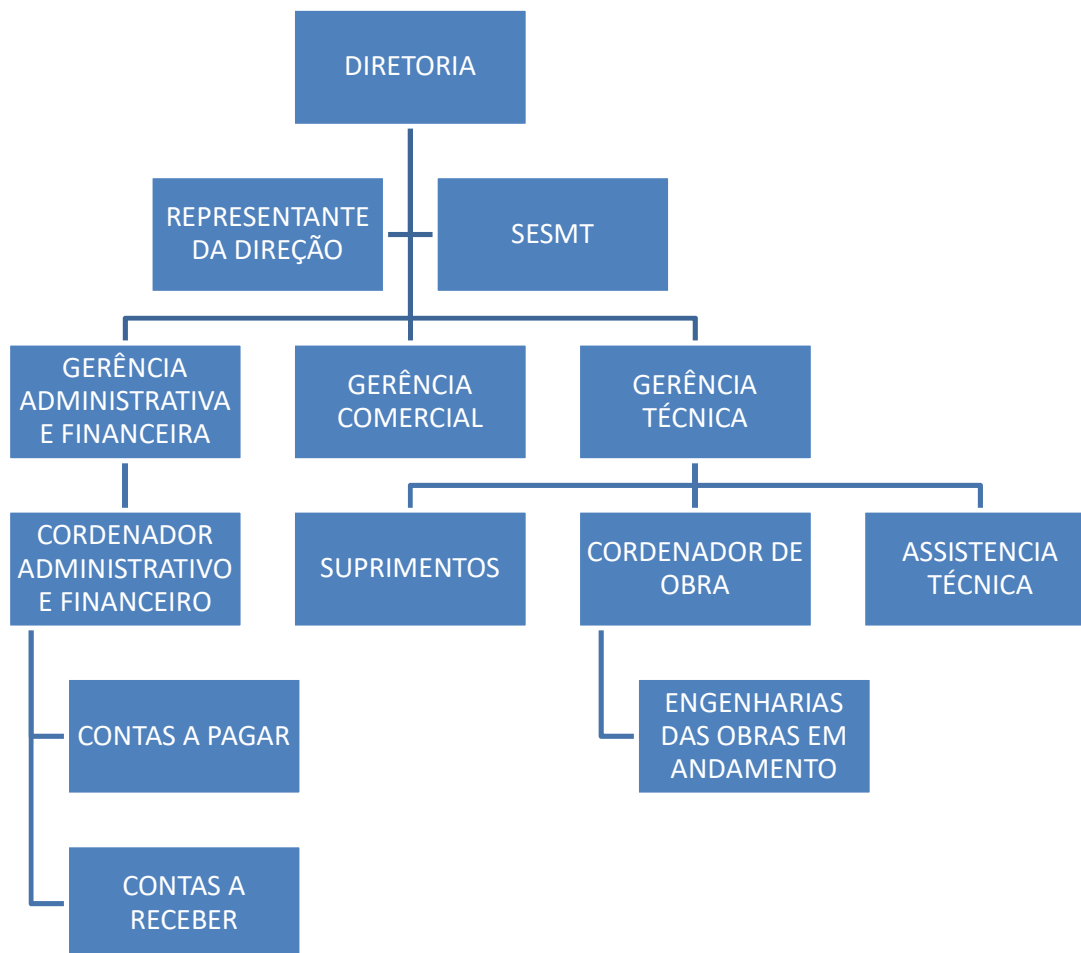 DIRETORIA
REPRESENTANTE
DA DIREÇÃO
SESMT
GERÊNCIA
ADMINISTRATIVA
E FINANCEIRA
GERÊNCIA
COMERCIAL
GERÊNCIA
TÉCNICA
CORDENADOR
ADMINISTRATIVO
E FINANCEIRO
SUPRIMENTOS
CORDENADOR DE
OBRA
ASSISTENCIA
TÉCNICA
CONTAS A PAGAR
ENGENHARIAS
DAS OBRAS EM
ANDAMENTO
CONTAS A
RECEBER